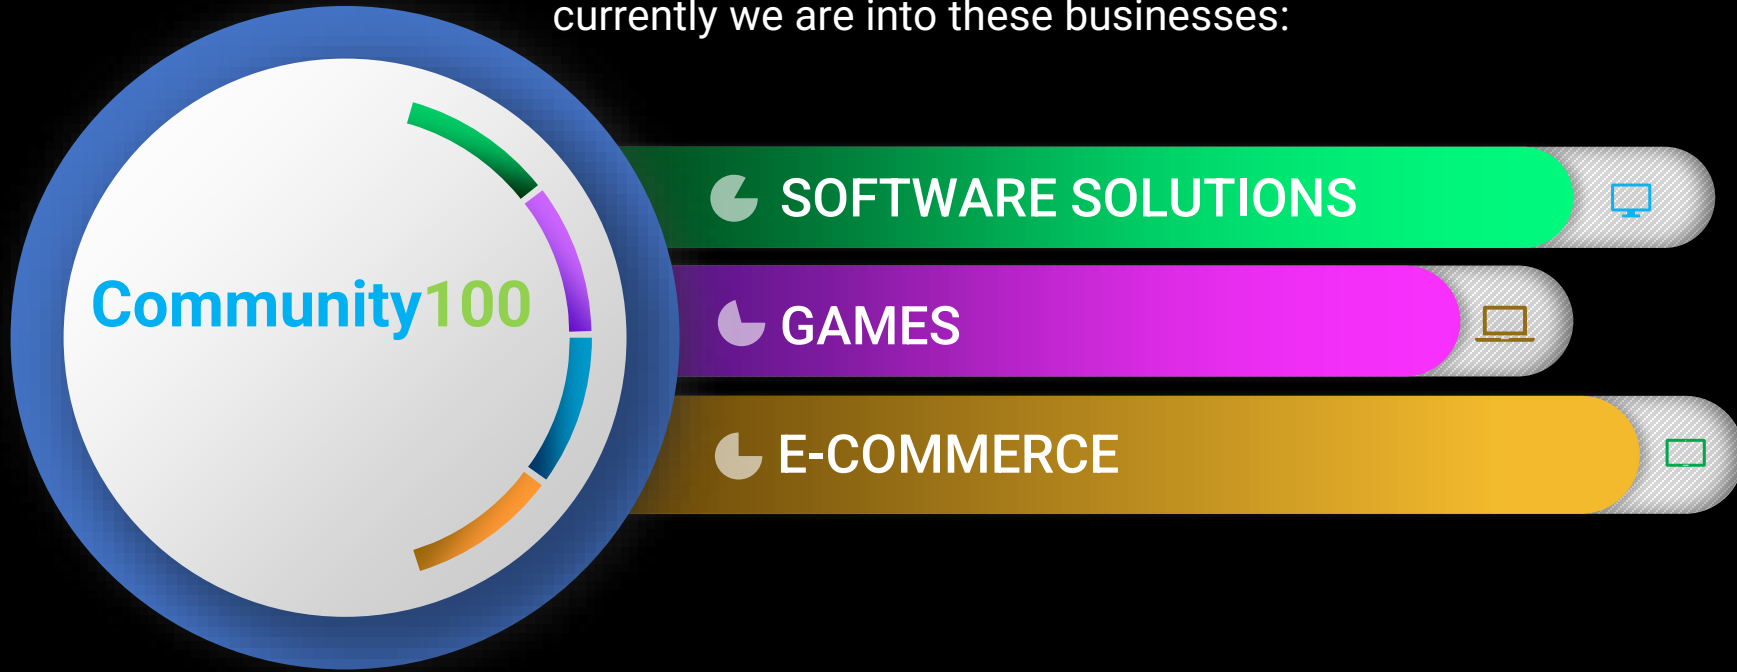 currently we are into these businesses:
Community100
SOFTWARE SOLUTIONS
GAMES
E-COMMERCE